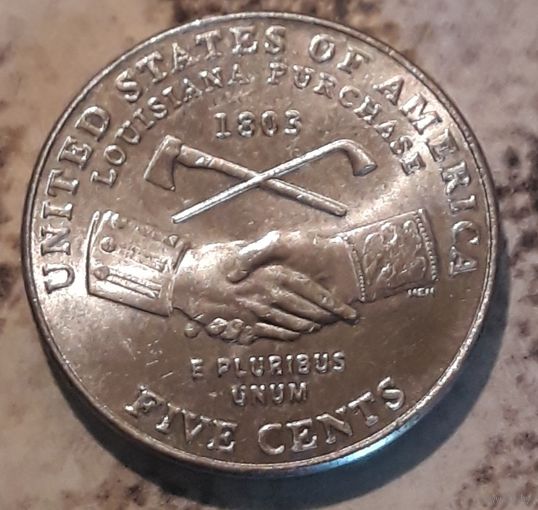 UNITED STATES OF AMERICA
LOUISIANA PURCHASE
1803
E PLURIBUS
UNUM
FIVE CENTS